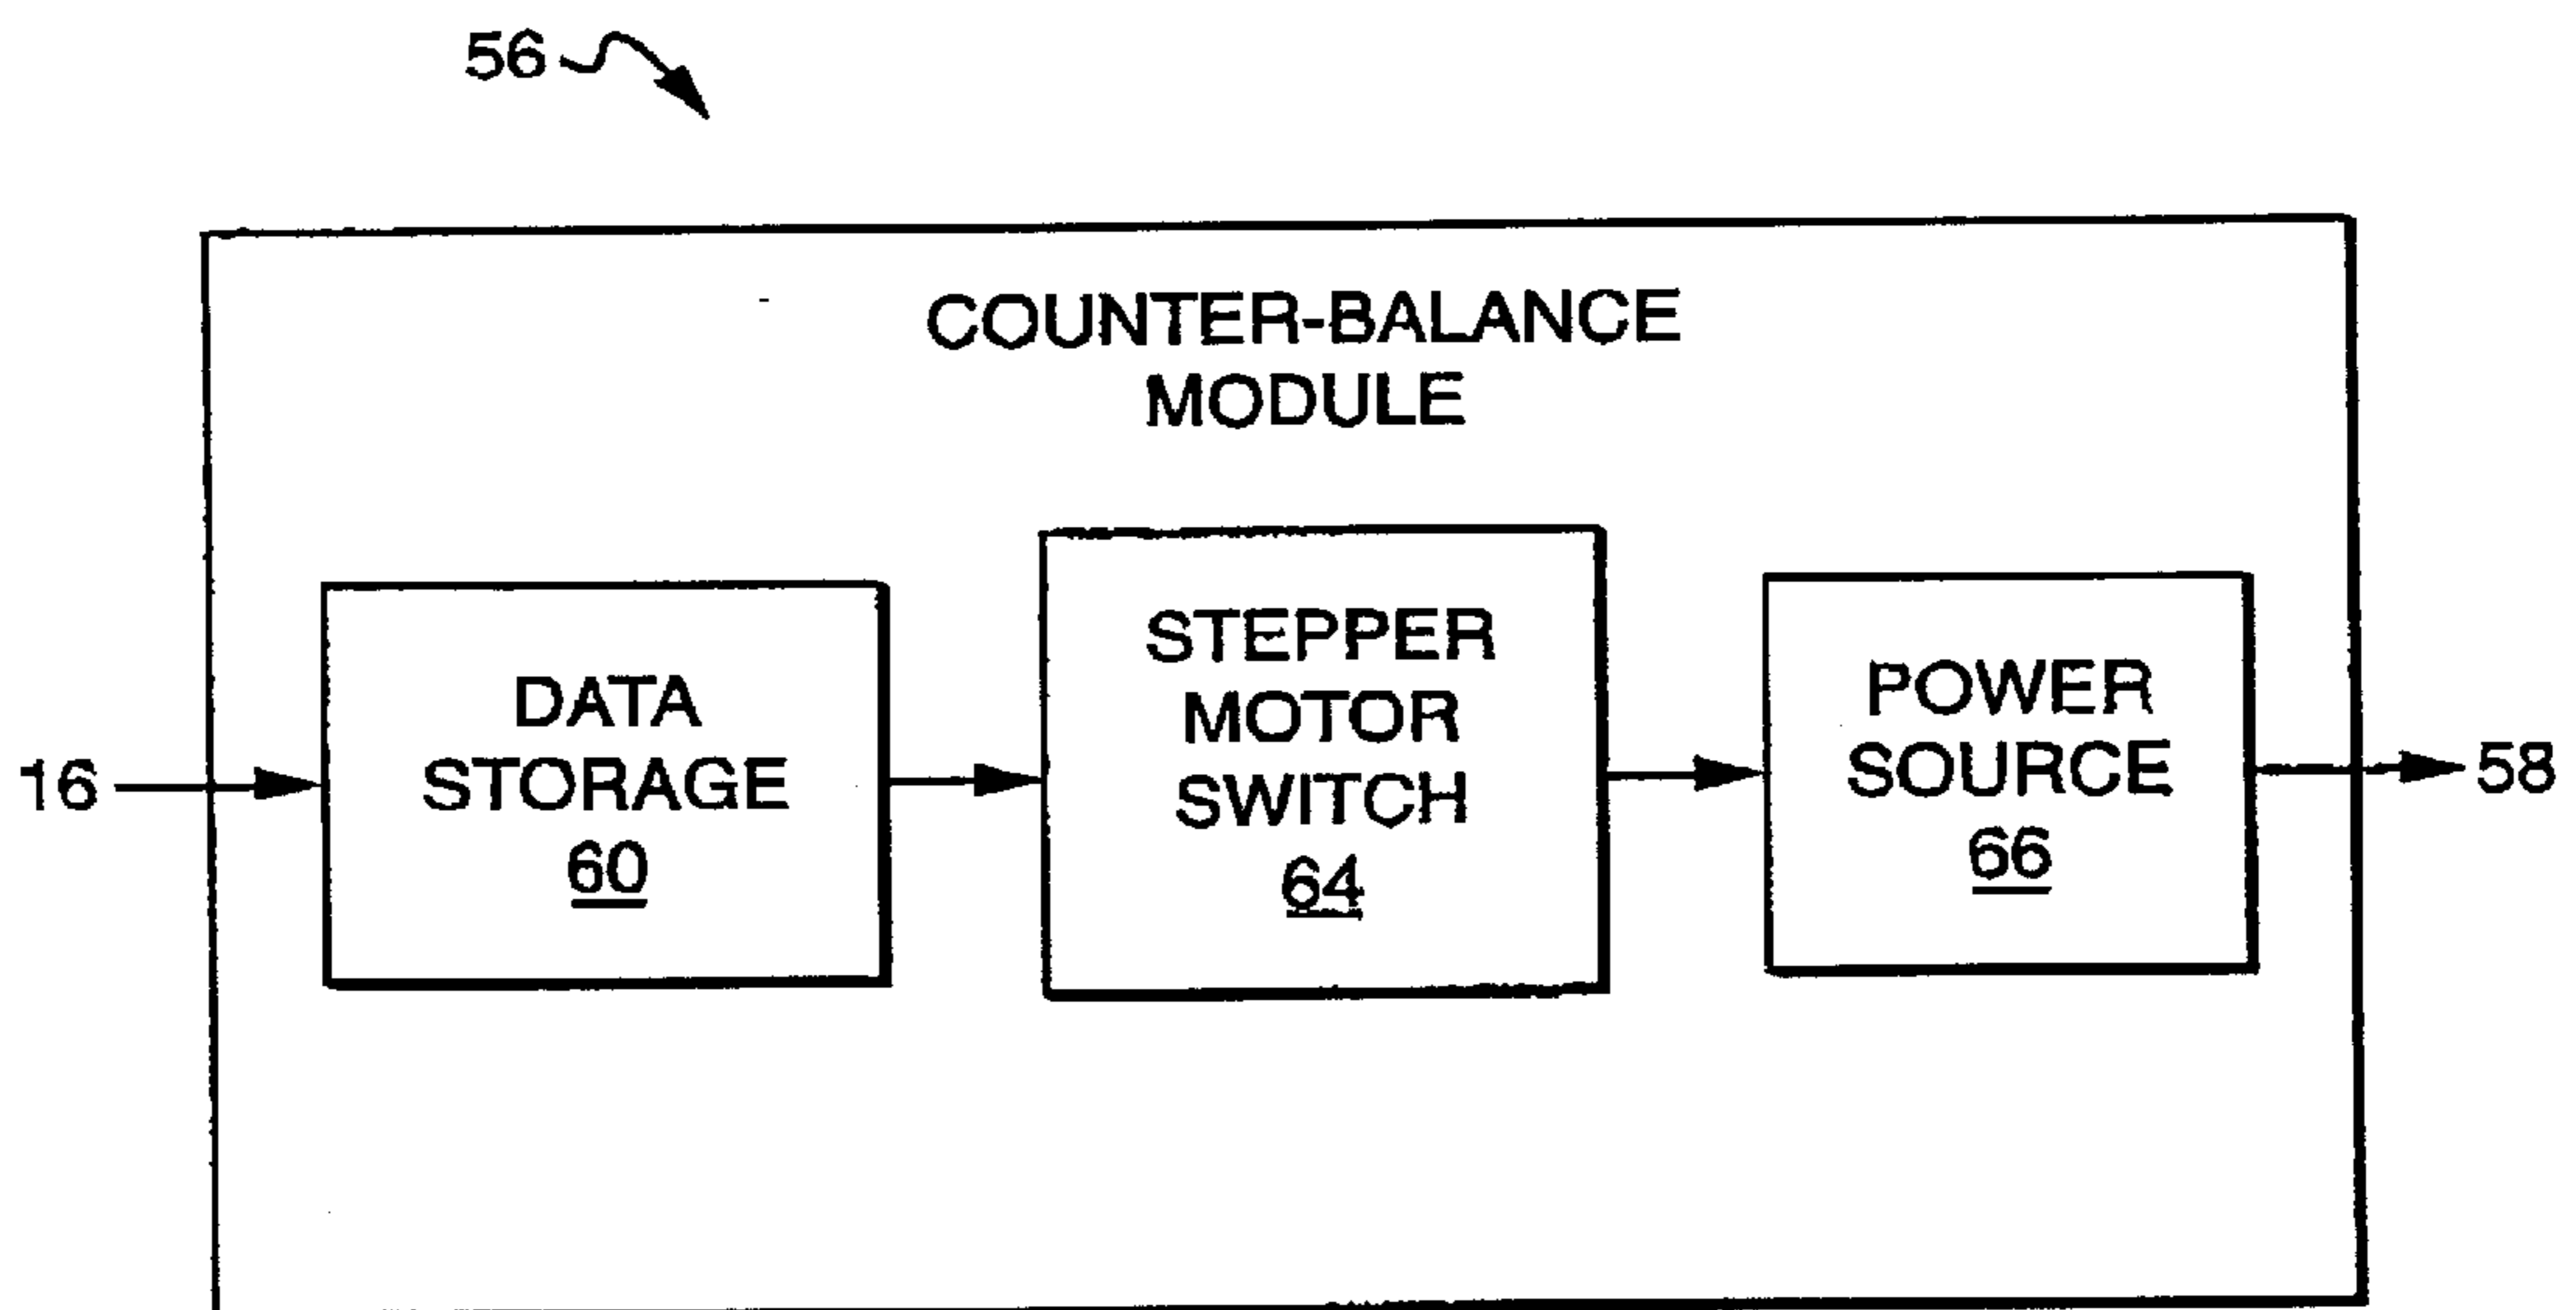 56
COUNTER-BALANCE
MODULE
16
DATA
STORAGE
60
STEPPER
MOTOR
SWITCH
64
POWER
SOURCE
66
58